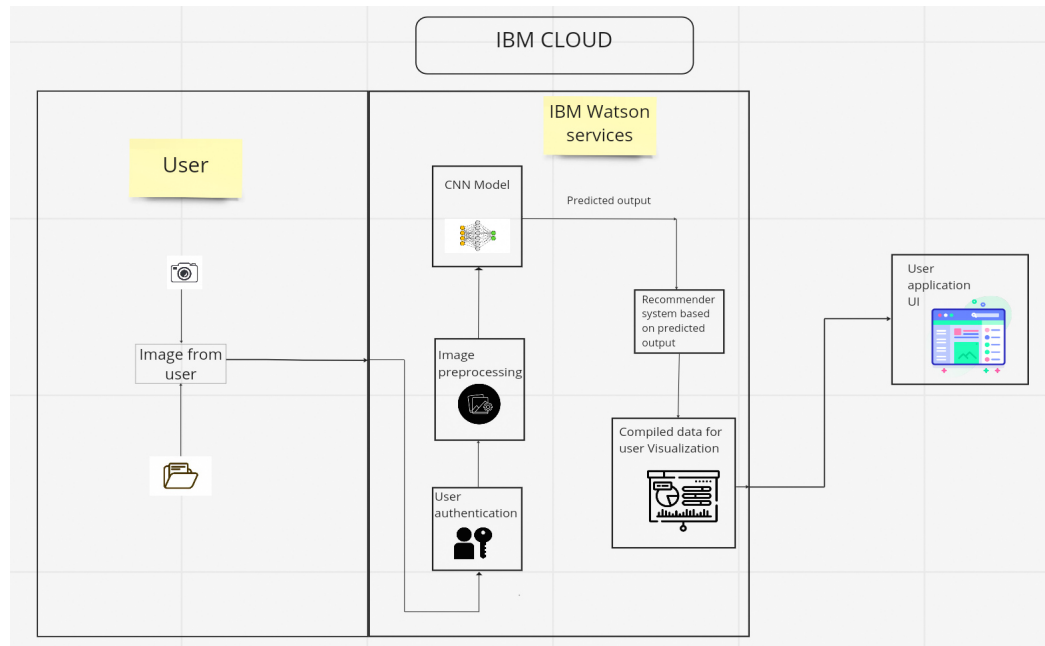 IBM CLOUD
User
IBM Watson
services
CNN Model
Predicted output
Image from
user
Image
preprocessing
User
authentication
Recommender
system based
on predicted
output
Compiled data for
user Visualization
User
application
UI